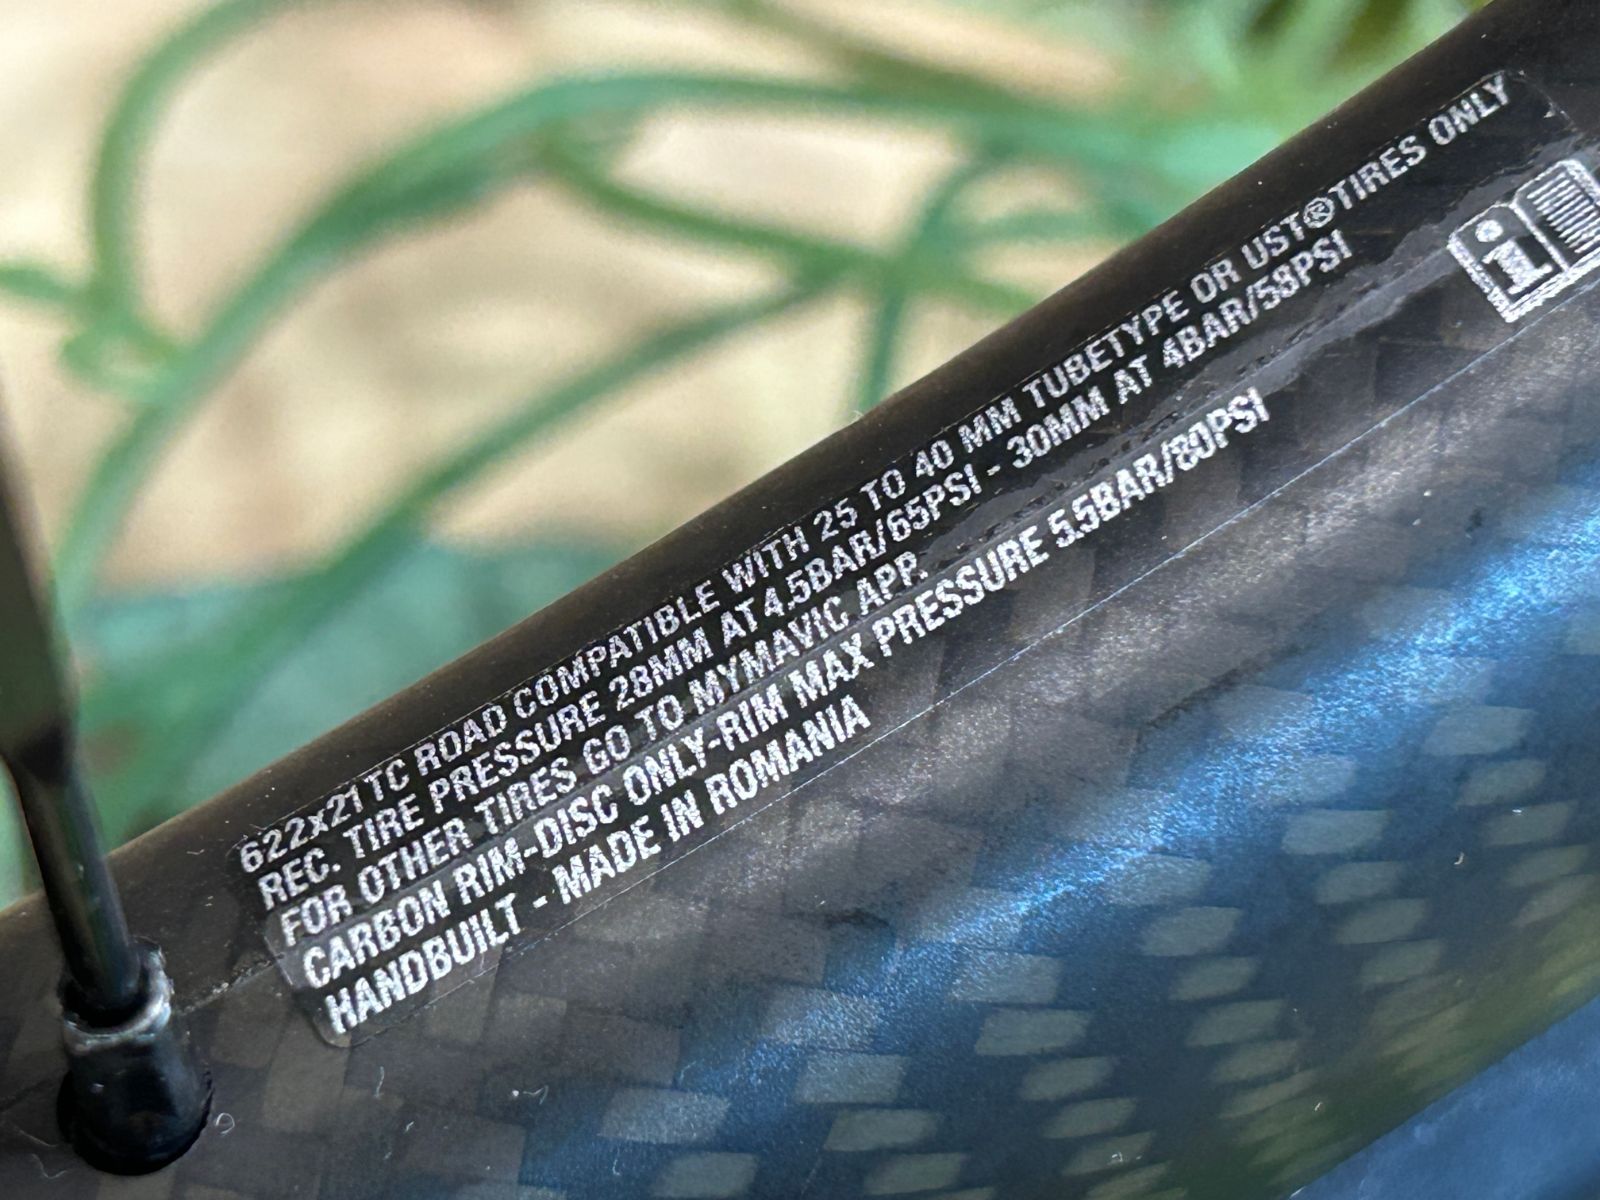 622x21TC ROAD COMPATIBLE WITH 25 TO 40 MM TUBETYPE OR UST®TIRES ONLY
REC. TIRE PRESSURE 28MM AT 4.5BAR/65PSI - 30MM AT 4BAR/58PSI
FOR OTHER TIRES GO TO MYMAVIC APP.
CARBON RIM-DISC ONLY-RIM MAX PRESSURE 5.5BAR/80PSI
HANDBUILT - MADE IN ROMANIA